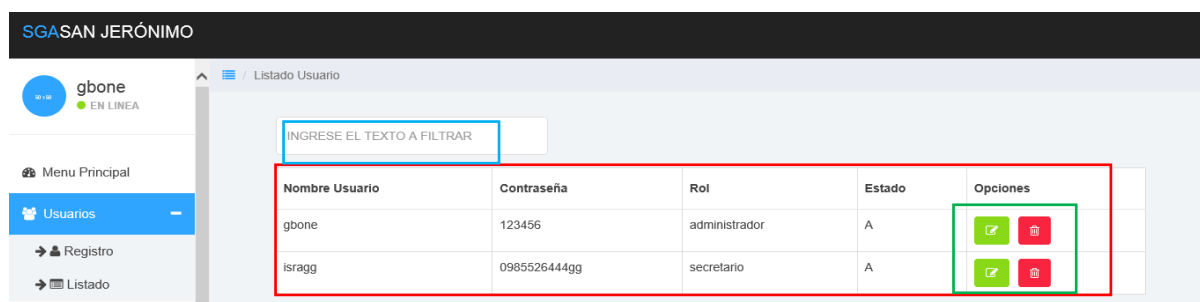 SGASAN JERÓNIMO
gbone
EN LINEA
Listado Usuario
INGRESE EL TEXTO A FILTRAR
Menu Principal
Usuarios
Registro
Listado
Nombre Usuario Contraseña Rol Estado Opciones
gbone 123456 administrador A
isragg 0985526444gg secretario A